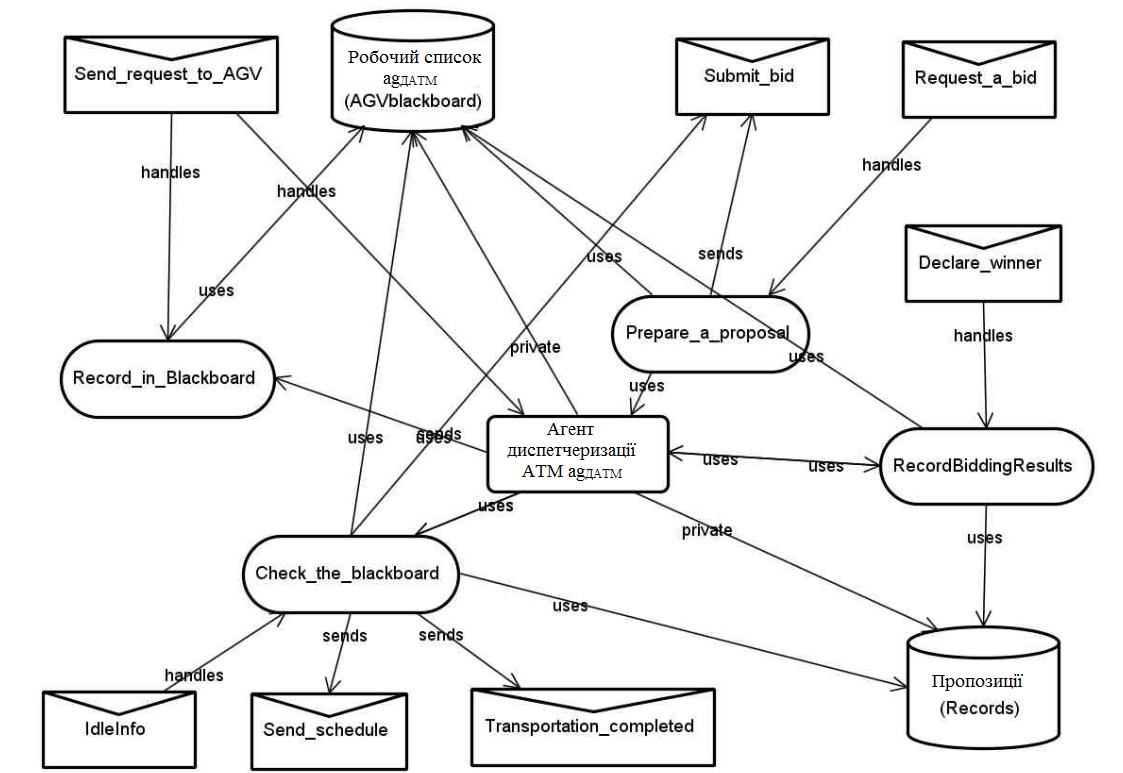 Send_request_to_AGV
Робочий список
agДАТМ
(AGVblackboard)
Submit_bid
Request_a_bid
handles
handles
handles
Declare_winner
uses
sends
uses
handles
Prepare_a_proposal
private
uses
Record_in_Blackboard
uses
uses
uses
sends
Агент
диспетчеризації
АТМ agДАТМ
uses
uses
RecordBiddingResults
uses
private
uses
Check_the_blackboard
uses
sends
sends
handles
Пропозиції
(Records)
IdleInfo
Send_schedule
Transportation_completed